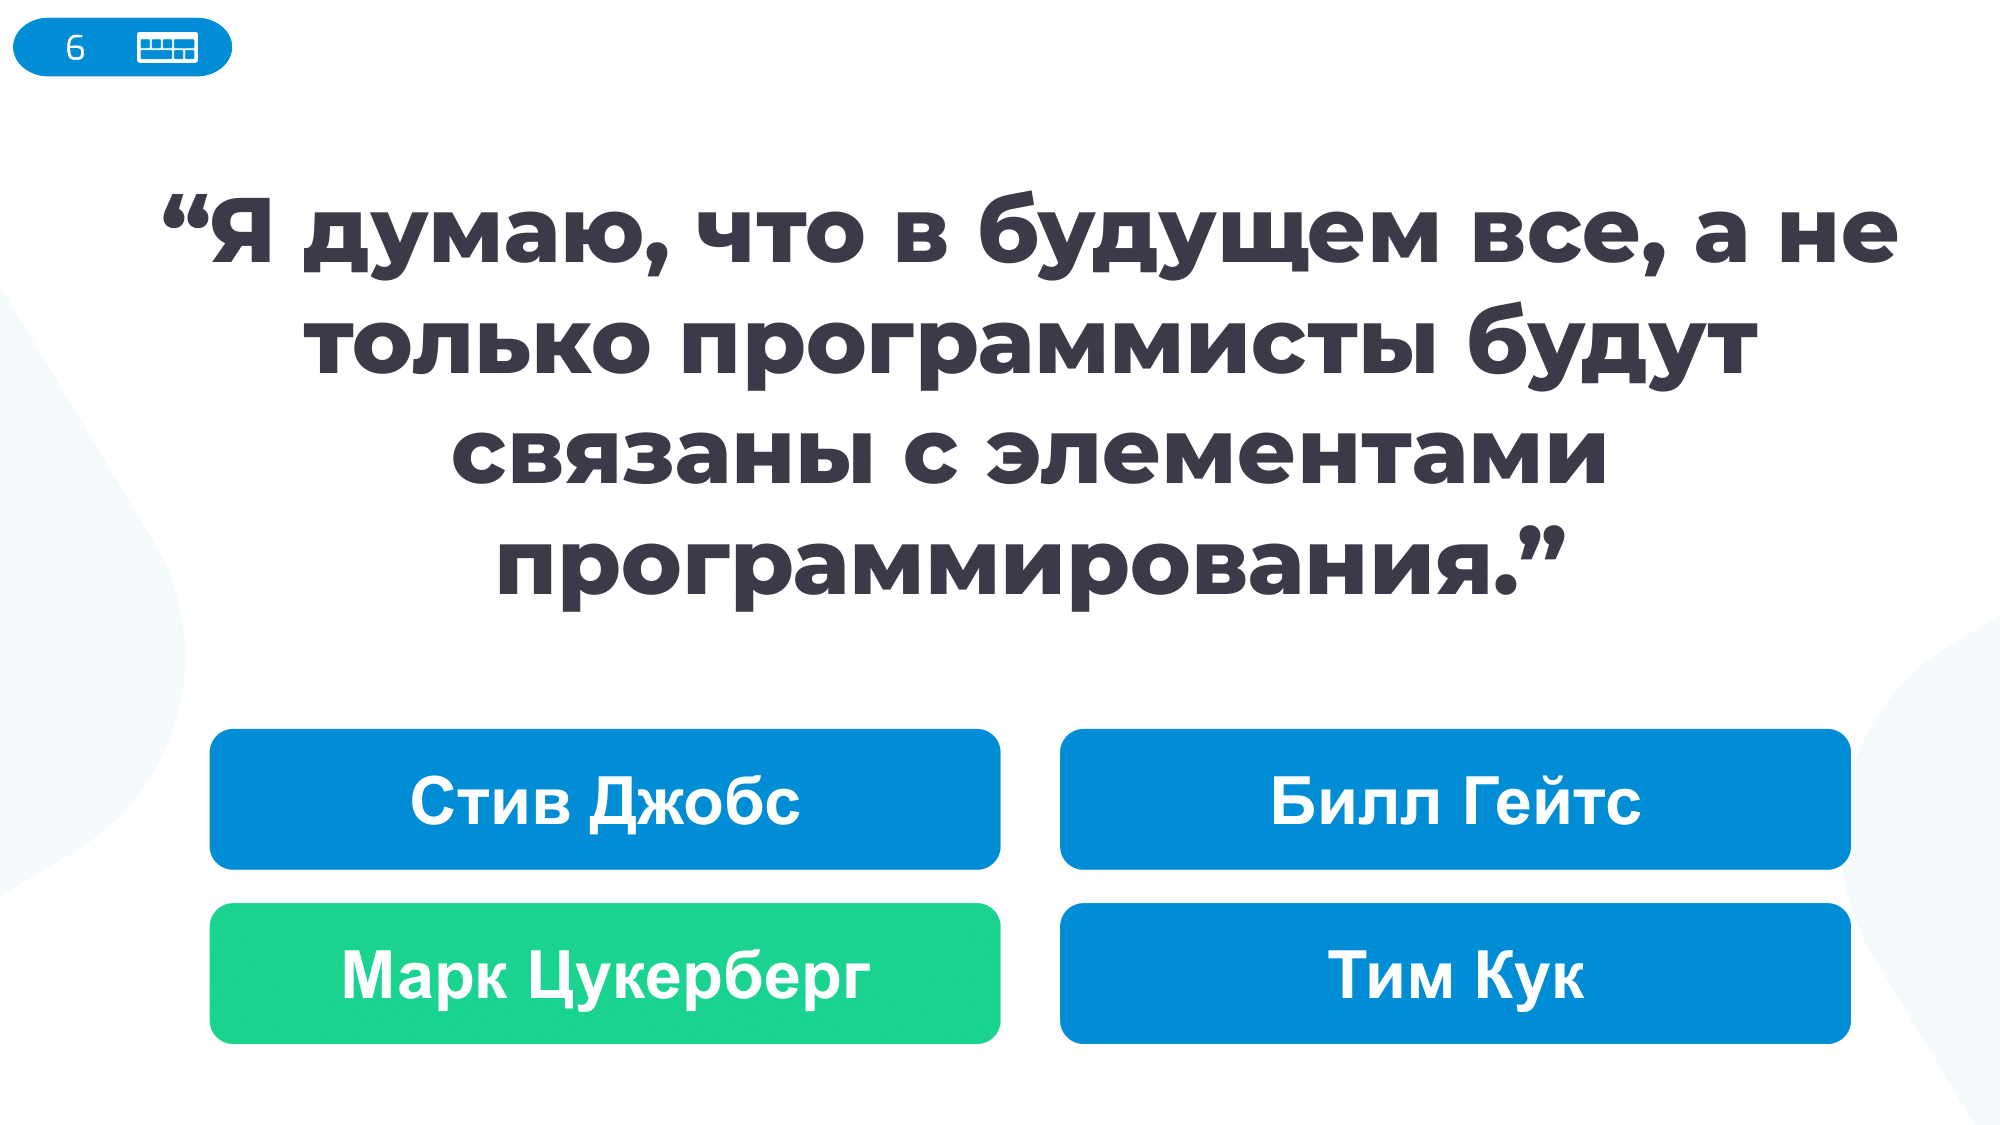 6
“Я думаю, что в будущем все, а не
только программисты будут
связаны с элементами
программирования.”
Стив Джобс
Билл Гейтс
Марк Цукерберг
Тим Кук